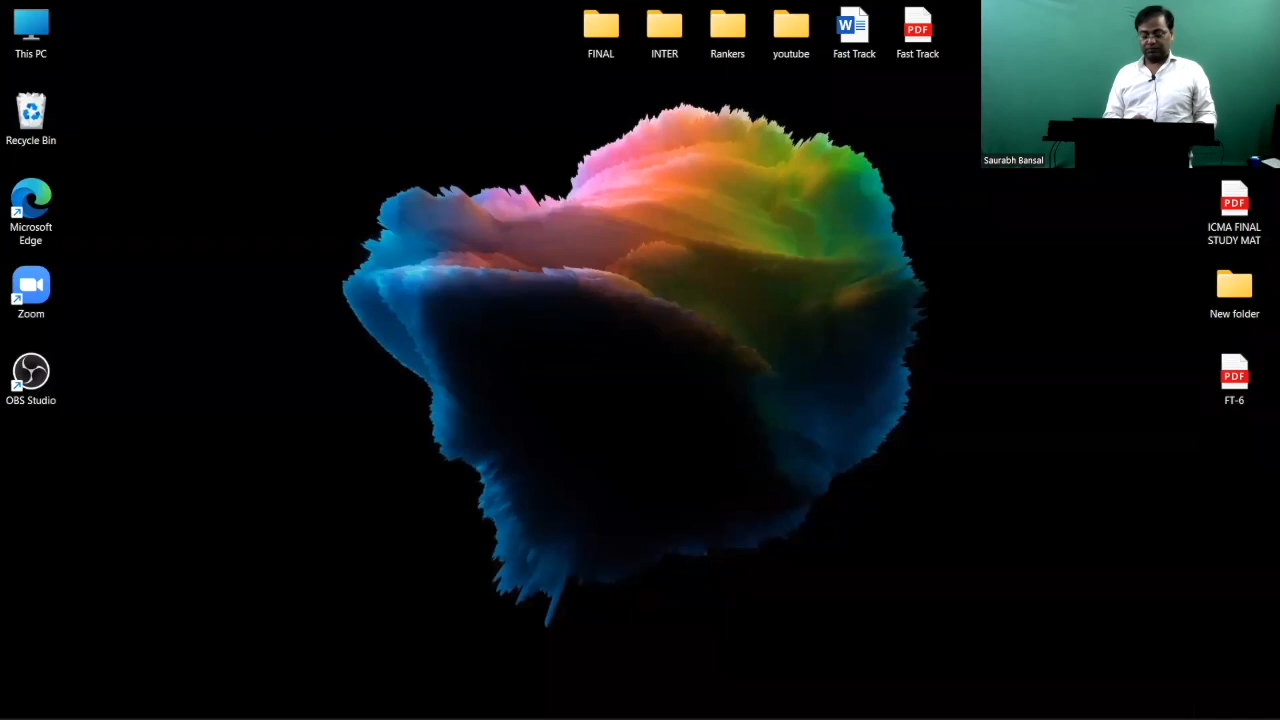 This PC
Recycle Bin
Microsoft
Edge
Zoom
OBS Studio
FINAL
INTER
Rankers
youtube
W
Fast Track
PDF
Fast Track
Saurabh Bansal
PDF
ICMA FINAL
STUDY MAT
New folder
PDF
FT-6